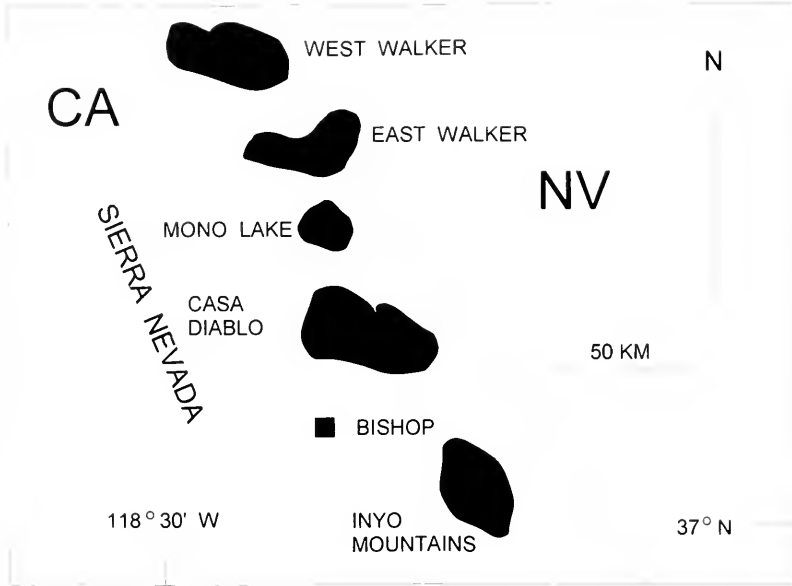 WEST WALKER
N
CA
EAST WALKER
NV
MONO LAKE
SIERRA NEVADA
CASA
DIABLO
50 KM
BISHOP
118° 30' W
INYO
MOUNTAINS
37° N